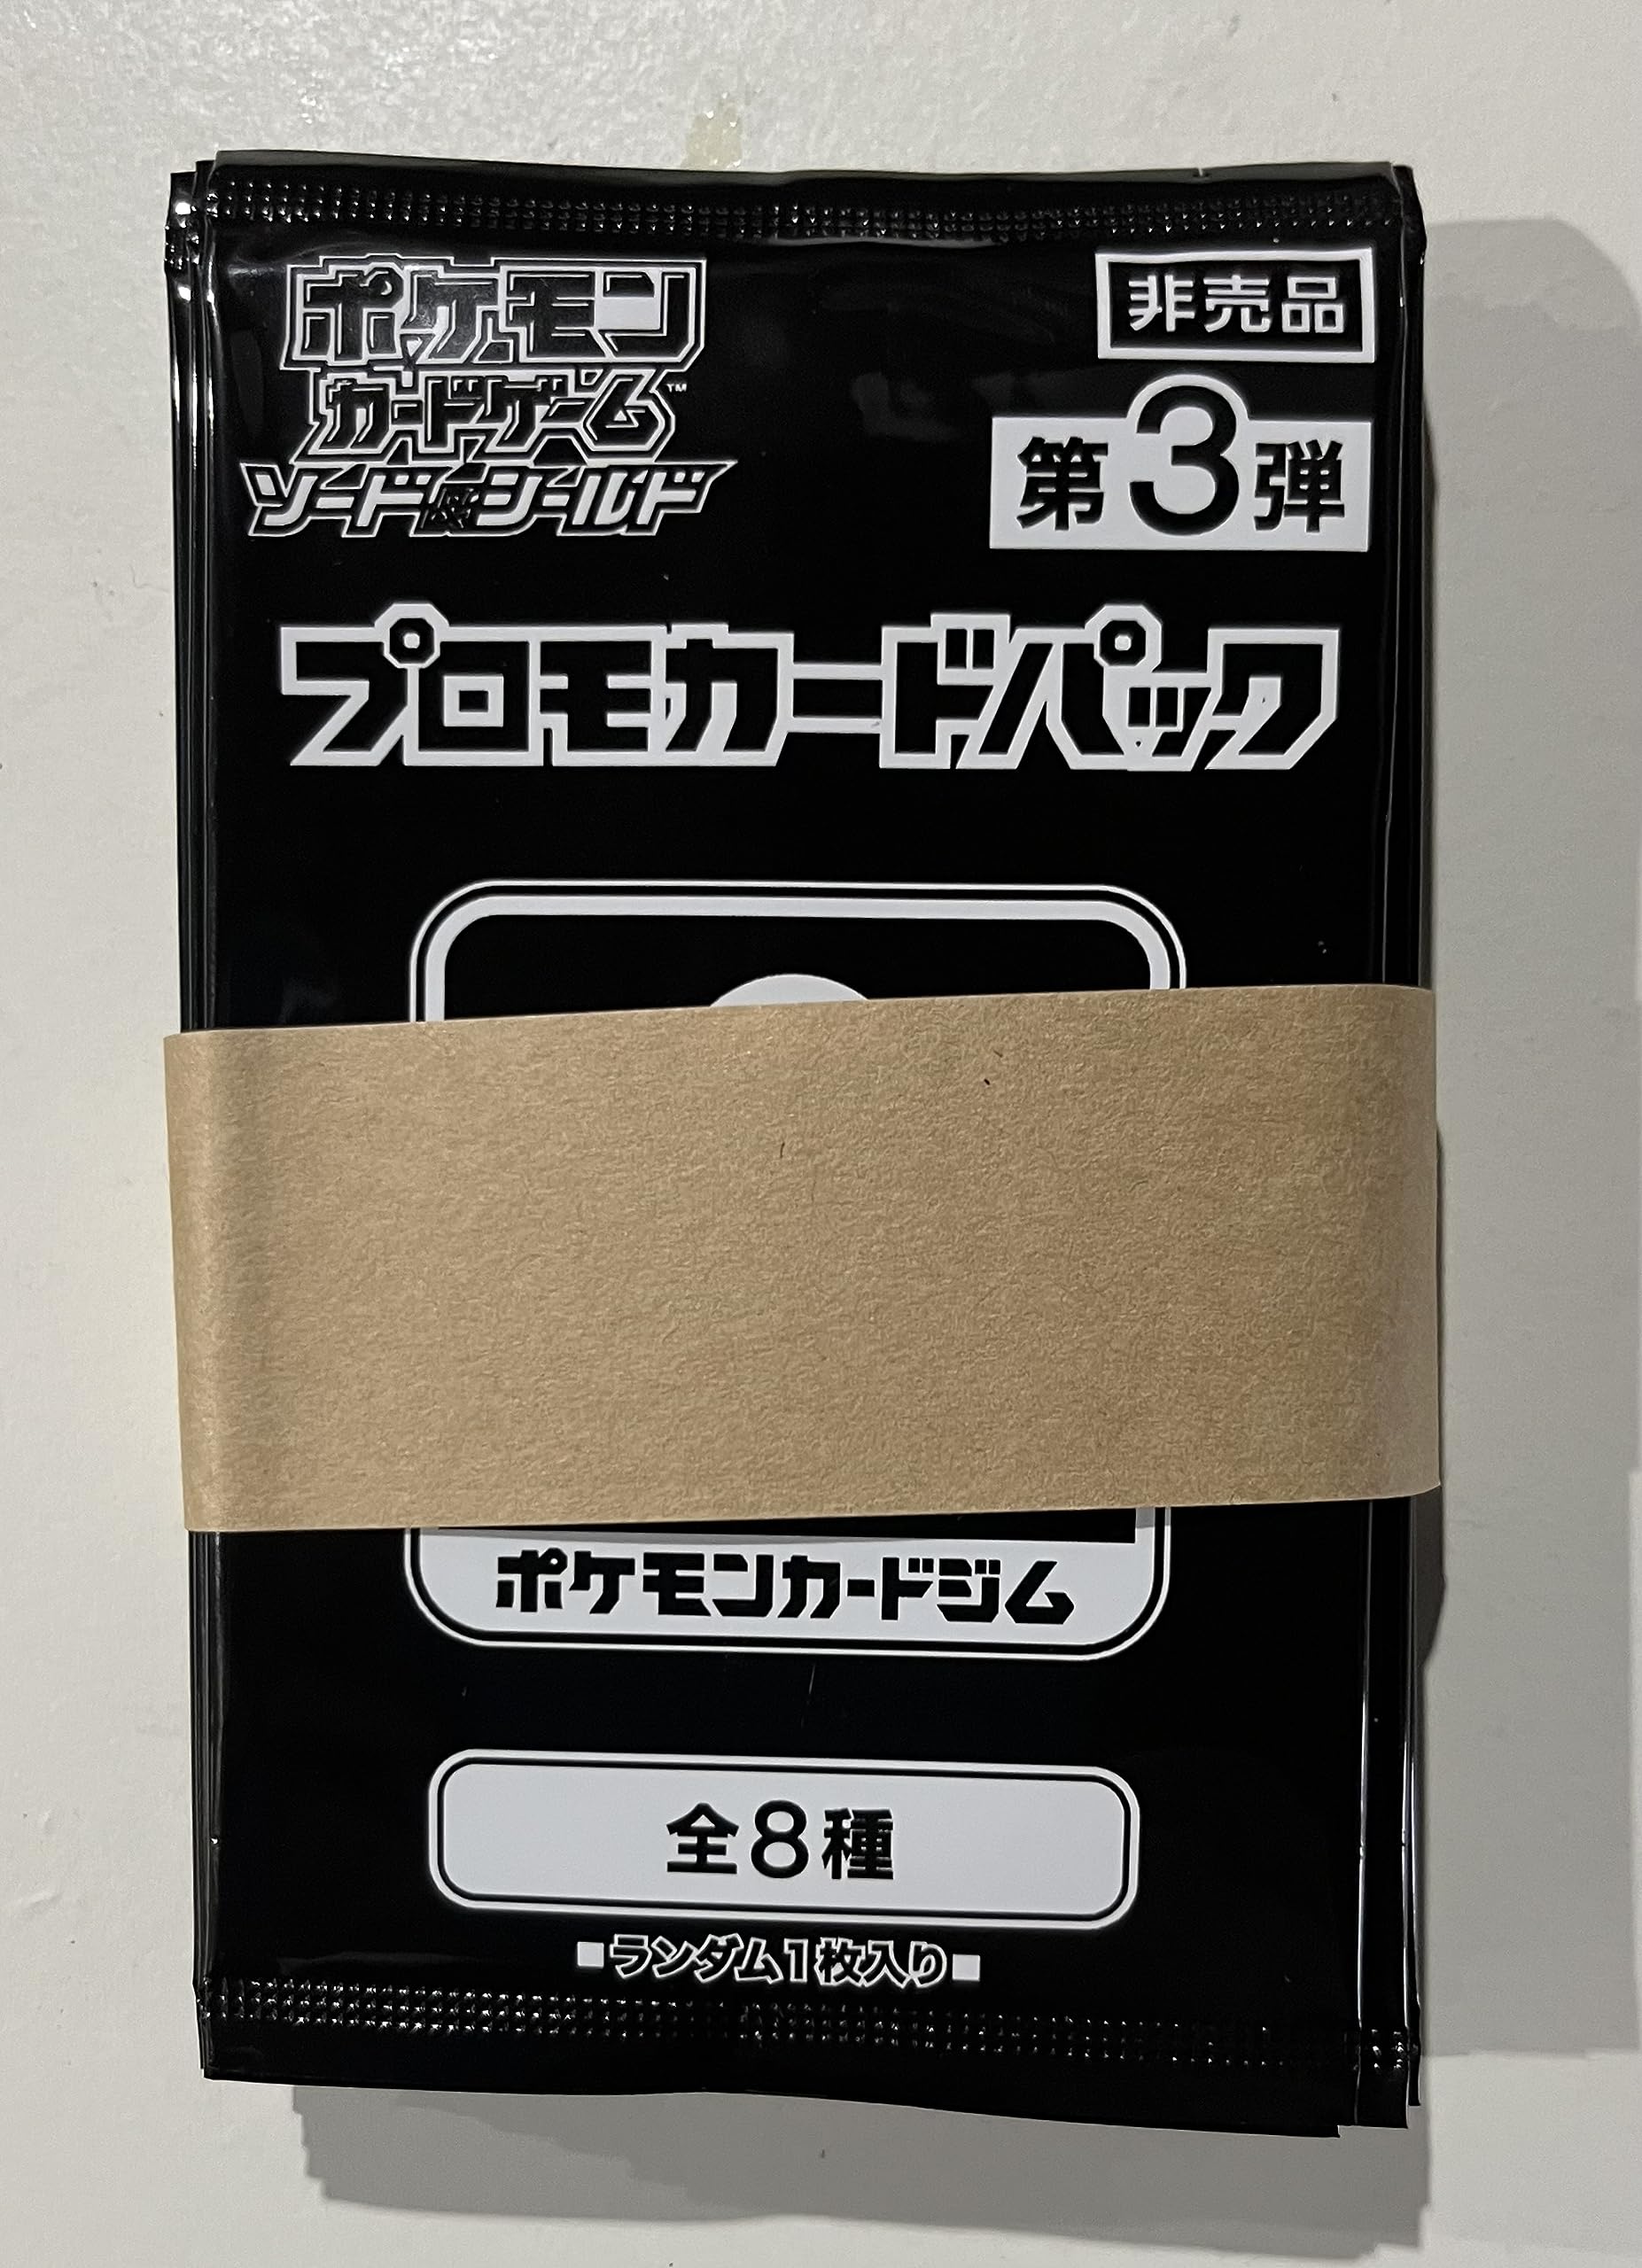 ポケモン
カードゲーム™
ソード&シールド
非売品
第3弾
プロモカードパック
ポケモンカードジム
全8種
■ランダム1枚入り■